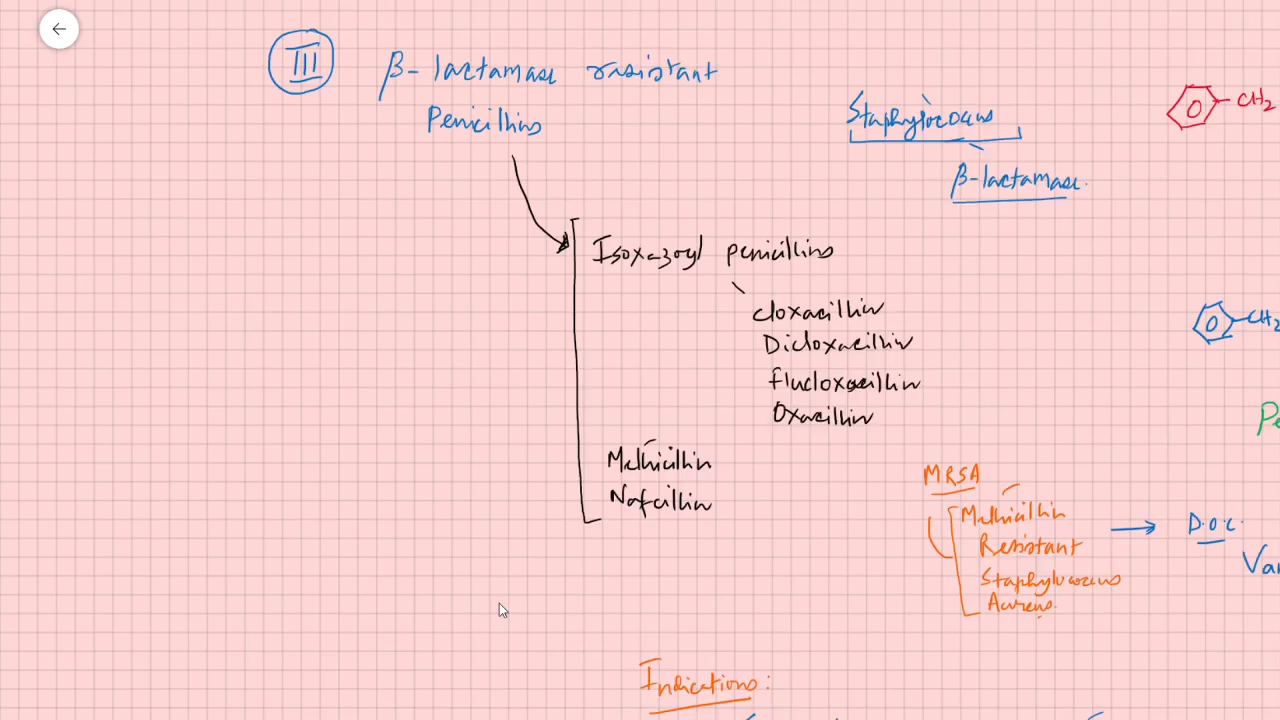 III
β-lactamase resistant
Penicillins
Staphylococcus
β-lactamase.
CH2
Isoxazoyl penicillins
cloxacillin
Dicloxacillin
flucloxacillin
Oxacillin
CH2
Methicillin
Nafcillin
MRSA
Methicillin
Resistant
Staphylococcus
Aureus.
D.O.C.
Indications: